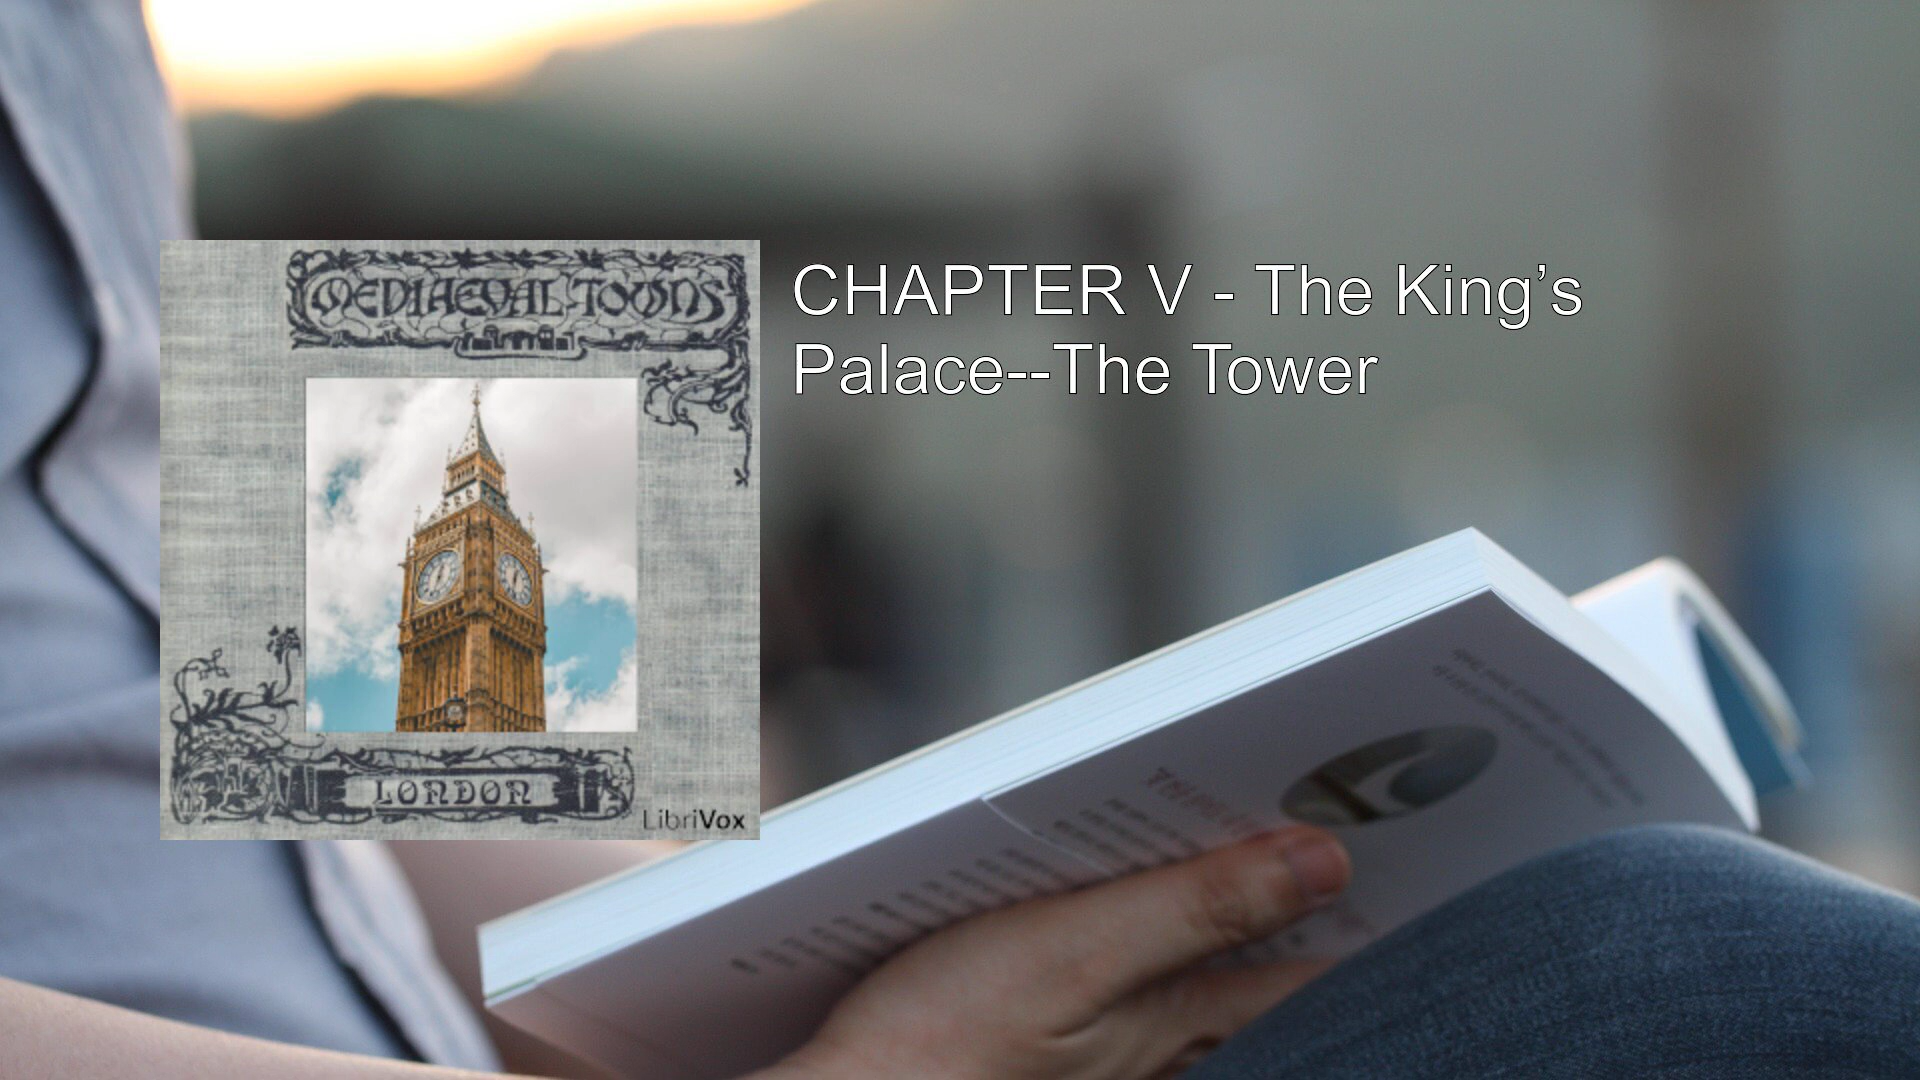 MEDIAEVAL TOWNS
LONDON
LibriVox
CHAPTER V - The King’s
Palace--The Tower